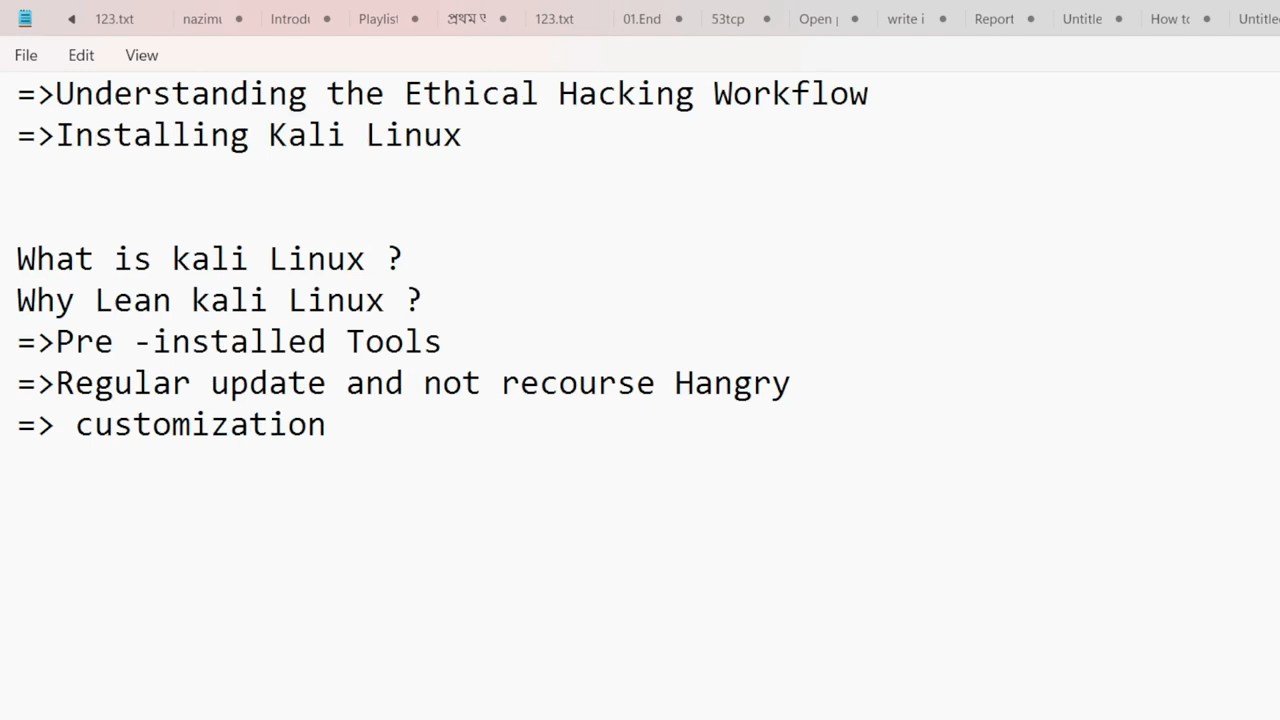 123.txt nazimu Introdu Playlist প্রথম 123.txt 01.End 53tcp Open write i Report Untitle How to Untitle
File Edit View
=>Understanding the Ethical Hacking Workflow
=>Installing Kali Linux
What is kali Linux ?
Why Lean kali Linux ?
=>Pre -installed Tools
=>Regular update and not recourse Hangry
=> customization